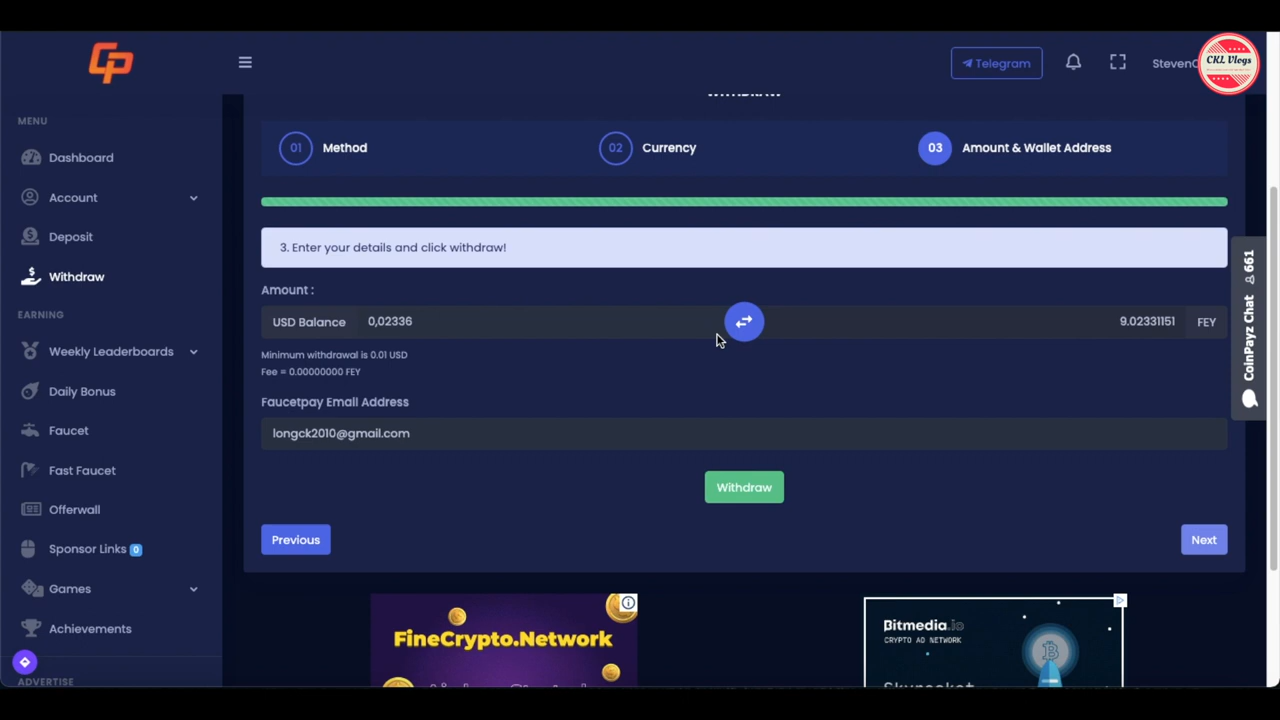 CP
Telegram
StevenC
CKL Vlogs
MENU
Dashboard
Account
Deposit
Withdraw
EARNING
Weekly Leaderboards
Daily Bonus
Faucet
Fast Faucet
Offerwall
Sponsor Links 0
Games
Achievements
ADVERTISE
WITHDRAW
01 Method
02 Currency
03 Amount & Wallet Address
3. Enter your details and click withdraw!
Amount :
USD Balance 0,02336 9.02331151 FEY
Minimum withdrawal is 0.01 USD
Fee = 0.00000000 FEY
Faucetpay Email Address
longck2010@gmail.com
Withdraw
Previous
Next
CoinPayz Chat 661
FineCrypto.Network
Bitmedia.io
CRYPTO AD NETWORK